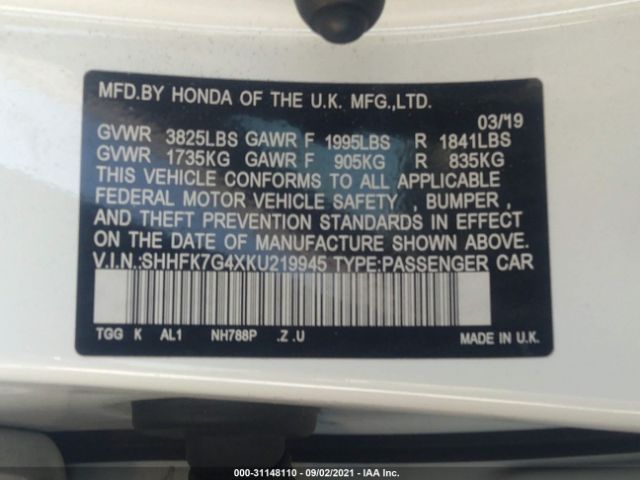 MFD.BY HONDA OF THE U.K. MFG.,LTD.
03/'19
GVWR 3825LBS GAWR F 1995LBS R 1841LBS
GVWR 1735KG GAWR F 905KG R 835KG
THIS VEHICLE CONFORMS TO ALL APPLICABLE
FEDERAL MOTOR VEHICLE SAFETY , BUMPER ,
AND THEFT PREVENTION STANDARDS IN EFFECT
ON THE DATE OF MANUFACTURE SHOWN ABOVE.
V.I.N.:SHHFK7G4XKU219945 TYPE:PASSENGER CAR
TGG K AL1 NH788P .Z .U MADE IN U.K.
000-31148110 - 09/02/2021 - IAA Inc.